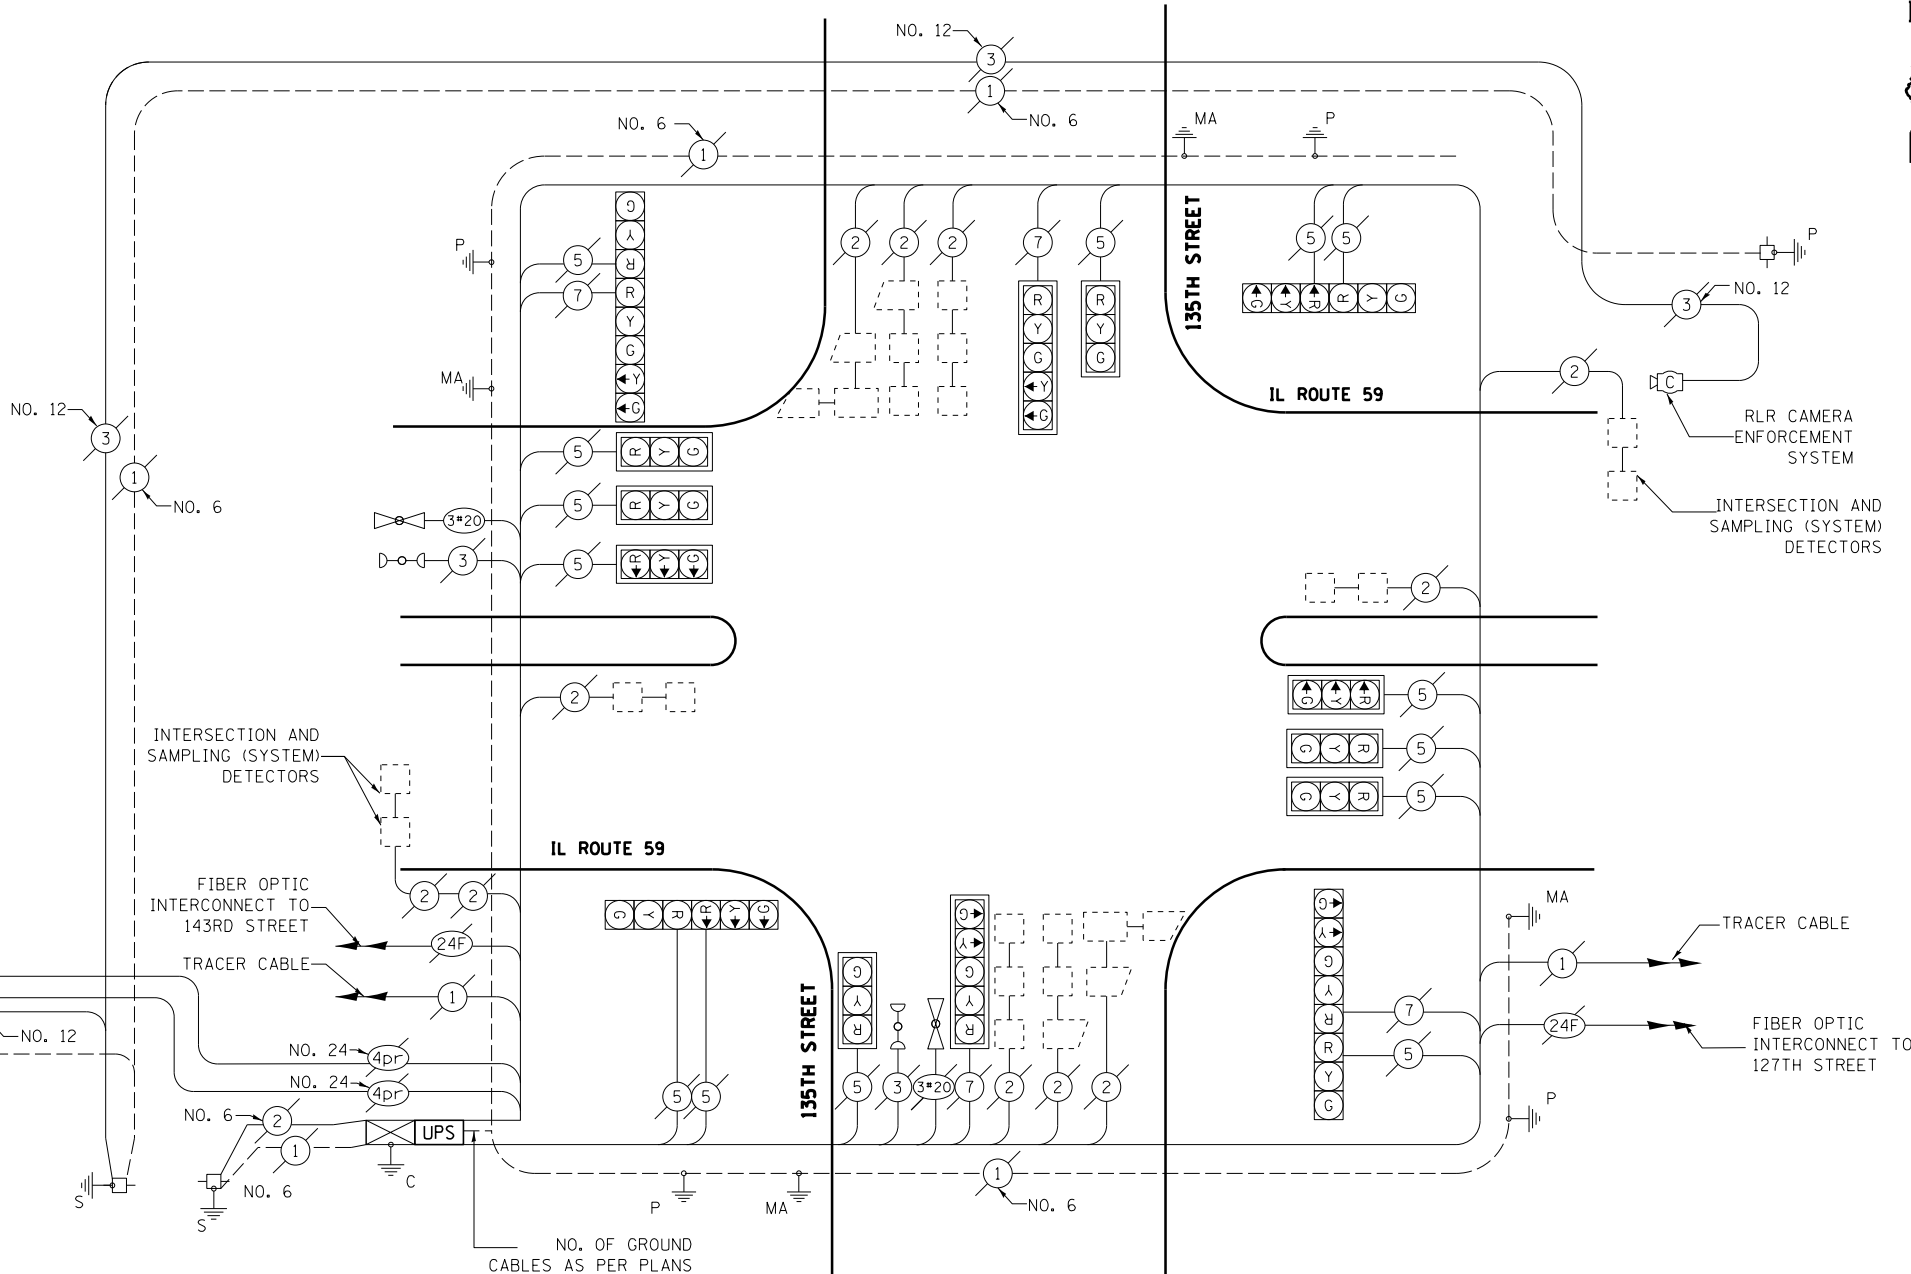 NO. 12
3
1
NO. 6
NO. 6
1
MA
P
G
Y
R
R
Y
G
Y
G
5
7
P
MA
2
2
2
7
5
R
Y
G
Y
G
R
Y
G
135TH STREET
5
5
G Y R R Y G
P
3
NO. 12
C
RLR CAMERA
ENFORCEMENT
SYSTEM
2
IL ROUTE 59
INTERSECTION AND
SAMPLING (SYSTEM)
DETECTORS
NO. 12
3
1
NO. 6
5
R Y G
5
R Y G
3#20
3
5
R Y G
2
2
G Y R
5
G Y R
5
G Y R
5
INTERSECTION AND
SAMPLING (SYSTEM)
DETECTORS
IL ROUTE 59
2
2
FIBER OPTIC
INTERCONNECT TO
143RD STREET
24F
TRACER CABLE
1
G Y R R Y G
5
5
135TH STREET
G
Y
R
G
Y
G
Y
R
5
3
3#20
7
2
2
2
G
Y
G
Y
R
R
Y
G
7
5
MA
1
TRACER CABLE
24F
FIBER OPTIC
INTERCONNECT TO
127TH STREET
P
NO. 12
NO. 24
4pr
NO. 24
4pr
NO. 6
2
1
NO. 6
UPS
C
S
S
P
MA
1
NO. 6
NO. OF GROUND
CABLES AS PER PLANS